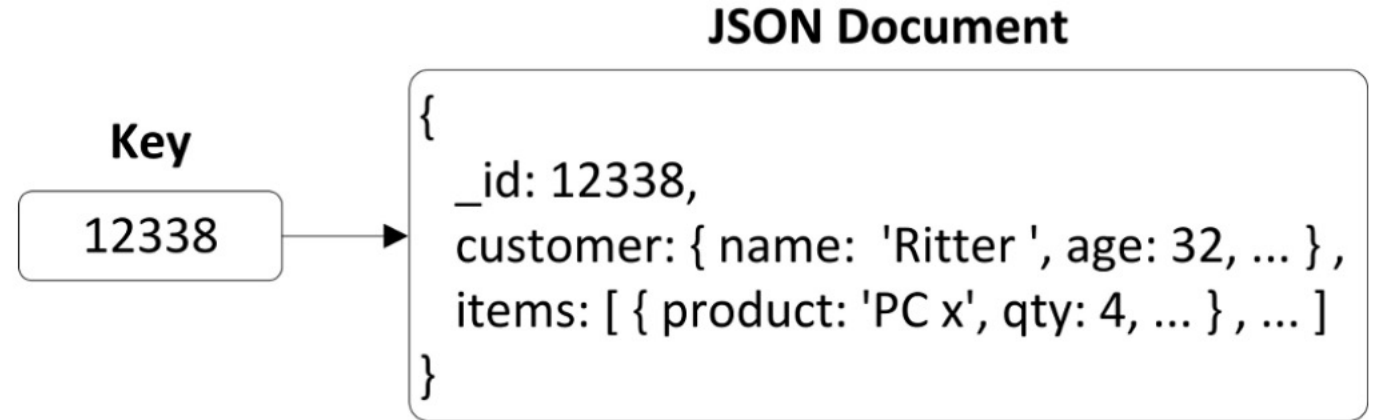 JSON Document
Key
12338
{
_id: 12338,
customer: { name:  'Ritter ', age: 32, ... } ,
items: [ { product: 'PC x', qty: 4, ... } , ... ]
}